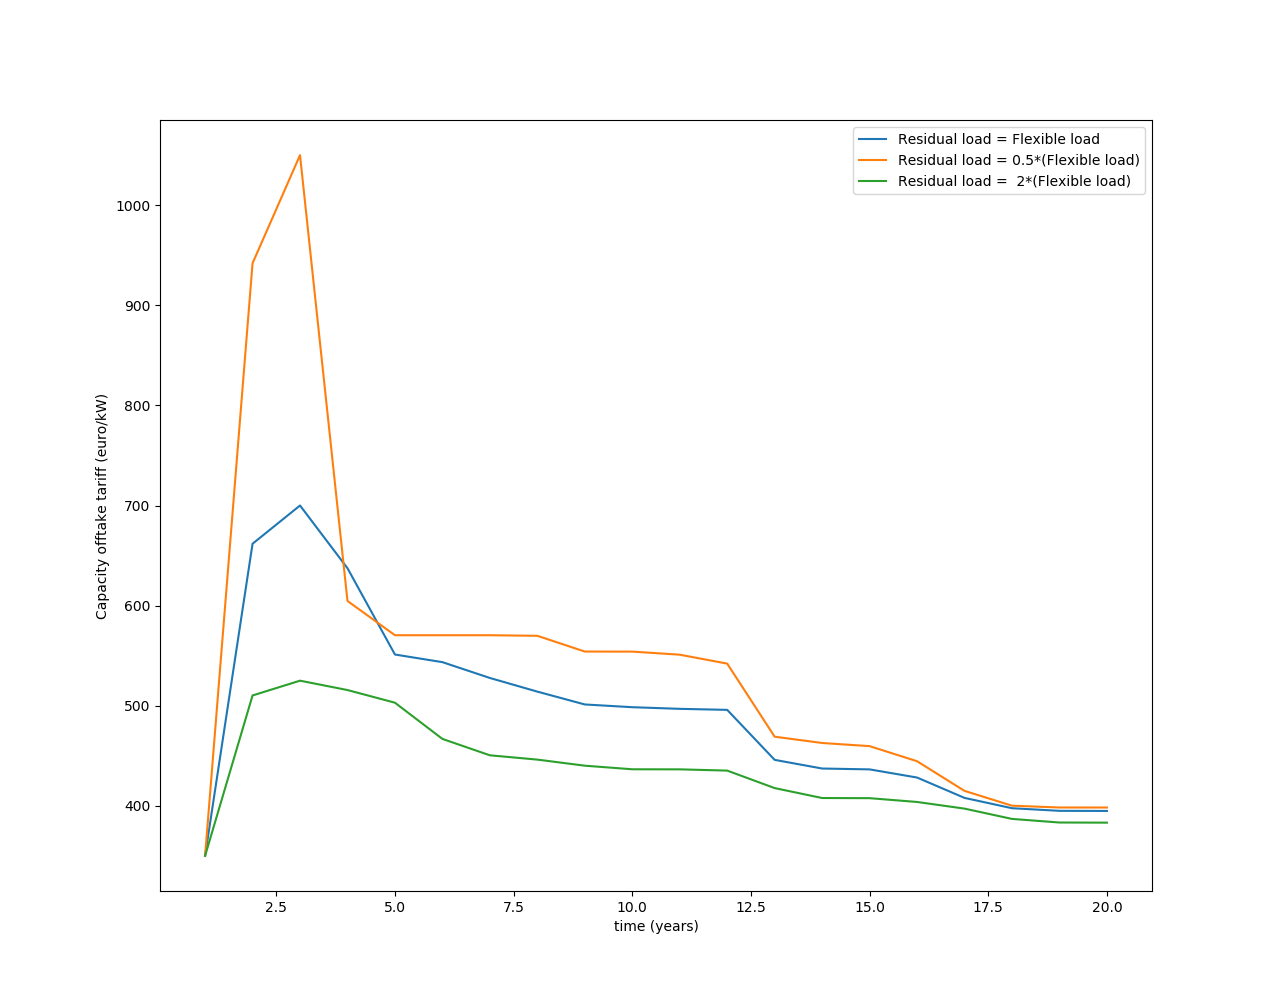 Residual load = Flexible load
Residual load = 0.5*(Flexible load)
Residual load =  2*(Flexible load)
Capacity offtake tariff (euro/kW)
1000
900
800
700
600
500
400
2.5 5.0 7.5 10.0 12.5 15.0 17.5 20.0
time (years)